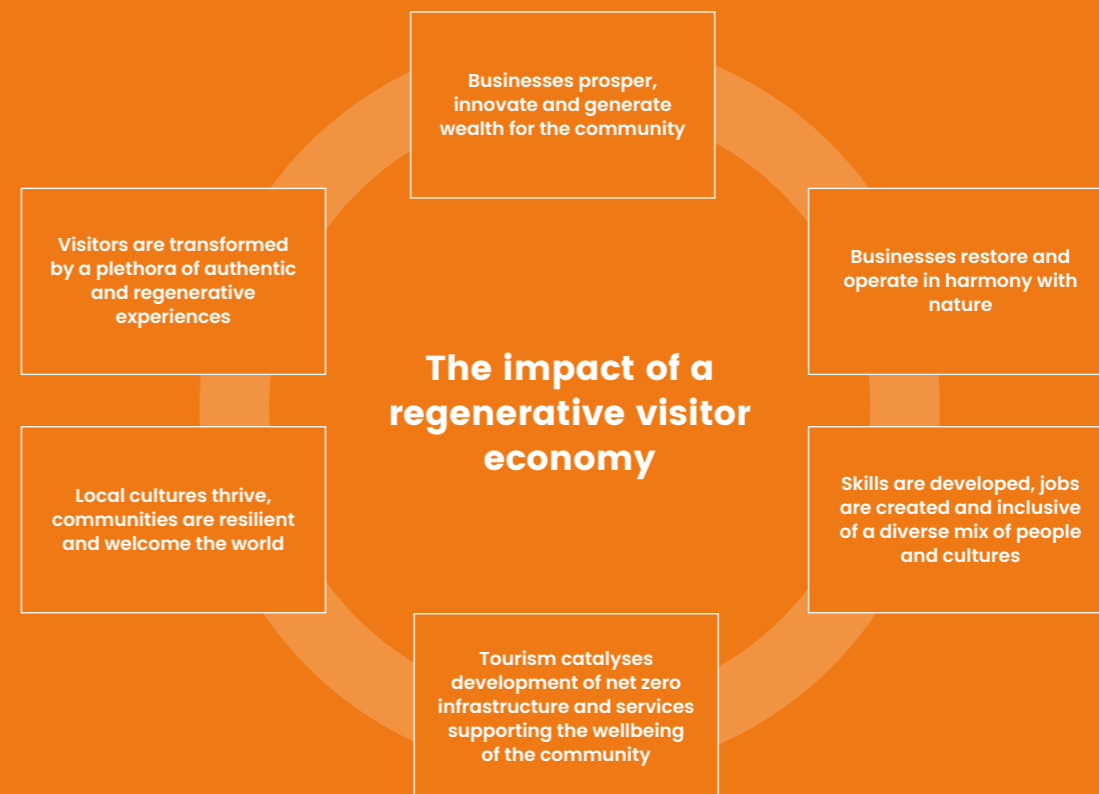 Businesses prosper,
innovate and generate
wealth for the community
Visitors are transformed
by a plethora of authentic
and regenerative
experiences
Businesses restore and
operate in harmony with
nature
The impact of a
regenerative visitor
economy
Local cultures thrive,
communities are resilient
and welcome the world
Skills are developed, jobs
are created and inclusive
of a diverse mix of people
and cultures
Tourism catalyses
development of net zero
infrastructure and services
supporting the wellbeing
of the community